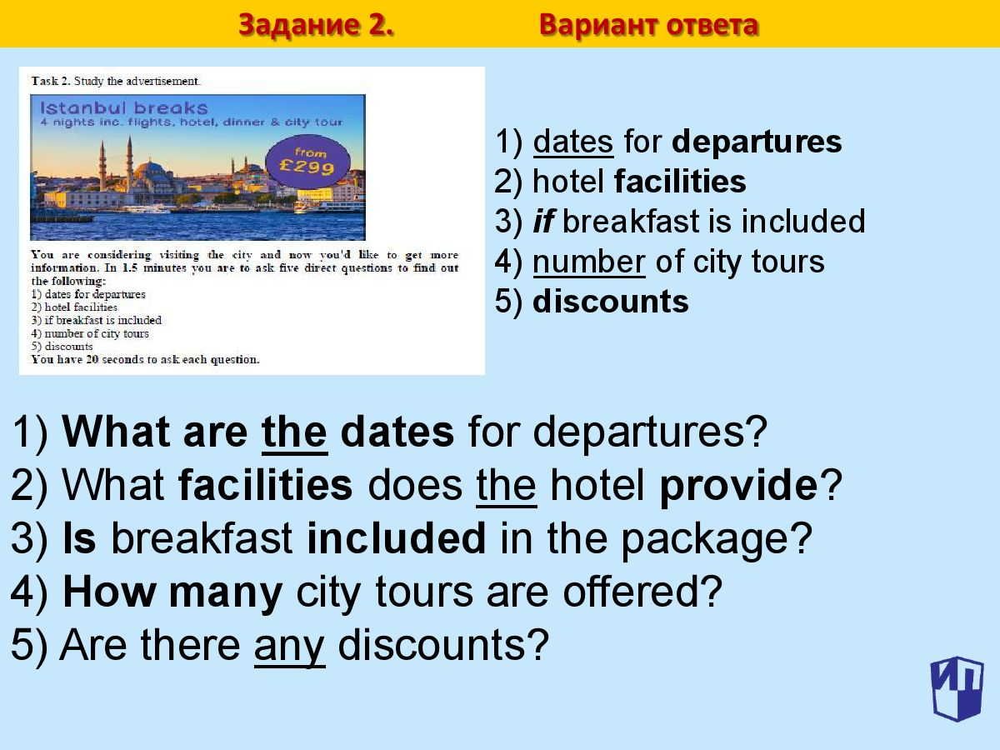 Задание 2. Вариант ответа
Task 2. Study the advertisement.
Istanbul breaks
4 nights inc. flights, hotel, dinner & city tour
from
£299
You are considering visiting the city and now you'd like to get more
information. In 1.5 minutes you are to ask five direct questions to find out
the following:
1) dates for departures
2) hotel facilities
3) if breakfast is included
4) number of city tours
5) discounts
You have 20 seconds to ask each question.
1) dates for departures
2) hotel facilities
3) if breakfast is included
4) number of city tours
5) discounts
1) What are the dates for departures?
2) What facilities does the hotel provide?
3) Is breakfast included in the package?
4) How many city tours are offered?
5) Are there any discounts?